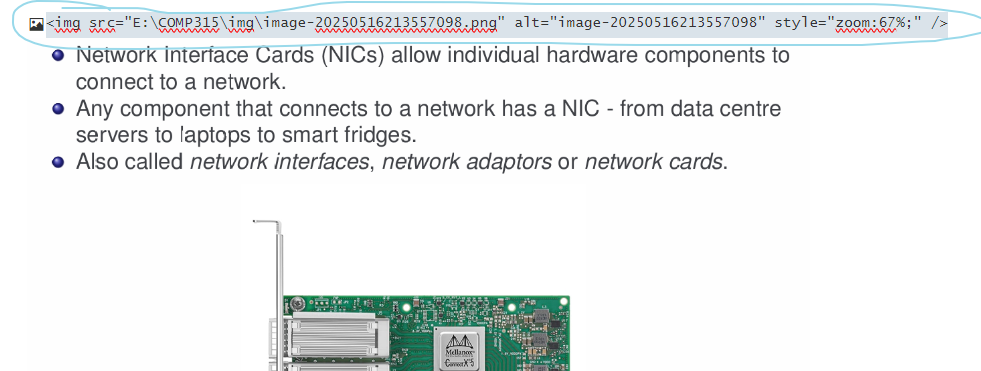 <img src="E:\COMP315\img\image-20250516213557098.png" alt="image-20250516213557098" style="zoom:67%;" />
Network Interface Cards (NICs) allow individual hardware components to
connect to a network.
Any component that connects to a network has a NIC - from data centre
servers to laptops to smart fridges.
Also called network interfaces, network adaptors or network cards.
Mellanox
ConnectX-5